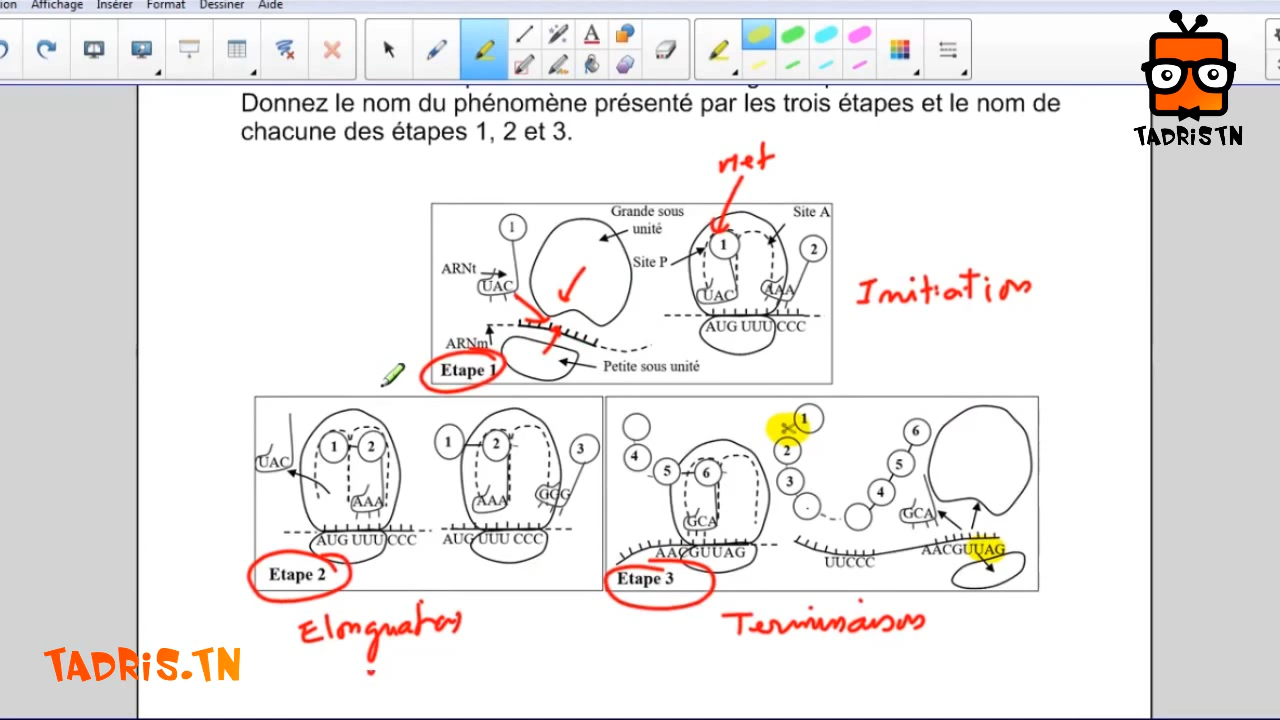 ion Affichage Insérer Format Dessiner Aide
TADRiSTN
Donnez le nom du phénomène présenté par les trois étapes et le nom de
chacune des étapes 1, 2 et 3.
Met
1
Grande sous
unité
Site A
ARNt
UAC
Site P
1
2
UAC
AAA
Initiation
AUG UUU CCC
ARNm
Petite sous unité
Etape 1
1
2
UAC
AAA
AUG UUU CCC
1
2
3
AAA
GGG
AUG UUU CCC
Etape 2
4
5
6
GCA
AACGUUAG
Etape 3
1
2
3
4
5
6
GCA
UUCCC
AACGUUAG
Elonguation
Terminaison
TADRiS.TN